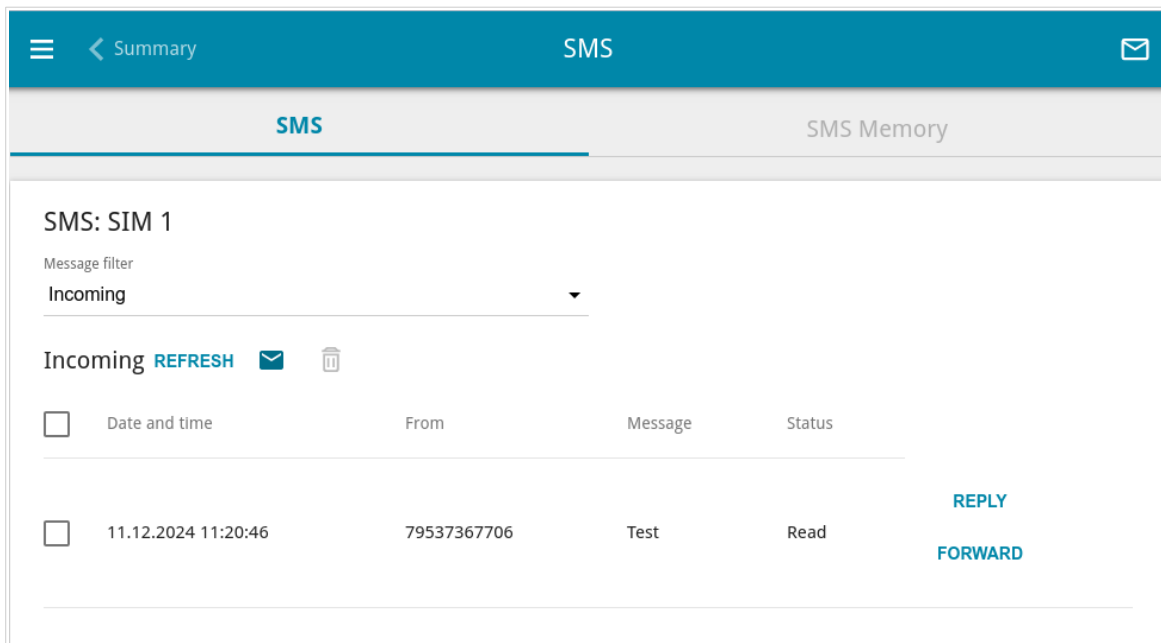 Summary SMS
SMS SMS Memory
SMS: SIM 1
Message filter
Incoming
Incoming REFRESH
Date and time From Message Status
REPLY
11.12.2024 11:20:46 79537367706 Test Read
FORWARD